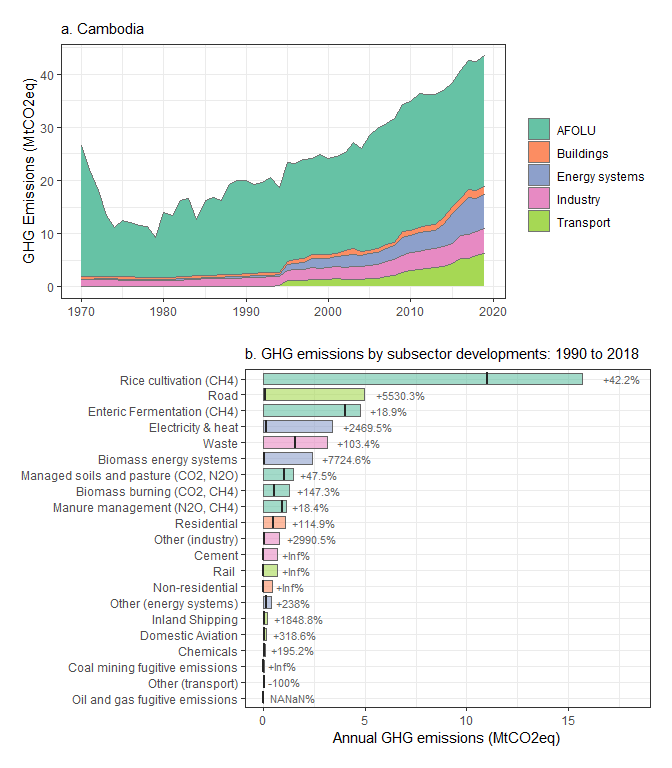 a. Cambodia
GHG Emissions (MtCO2eq)
40
30
20
10
0
1970
1980
1990
2000
2010
2020
AFOLU
Buildings
Energy systems
Industry
Transport
b. GHG emissions by subsector developments: 1990 to 2018
Rice cultivation (CH4)
+42.2%
Road
+5530.3%
Enteric Fermentation (CH4)
+18.9%
Electricity & heat
+2469.5%
Waste
+103.4%
Biomass energy systems
+7724.6%
Managed soils and pasture (CO2, N2O)
+47.5%
Biomass burning (CO2, CH4)
+147.3%
Manure management (N2O, CH4)
+18.4%
Residential
+114.9%
Other (industry)
+2990.5%
Cement
+Inf%
Rail
+Inf%
Non-residential
+Inf%
Other (energy systems)
+238%
Inland Shipping
+1848.8%
Domestic Aviation
+318.6%
Chemicals
+195.2%
Coal mining fugitive emissions
+Inf%
Other (transport)
-100%
Oil and gas fugitive emissions
NANaN%
0
5
10
15
Annual GHG emissions (MtCO2eq)